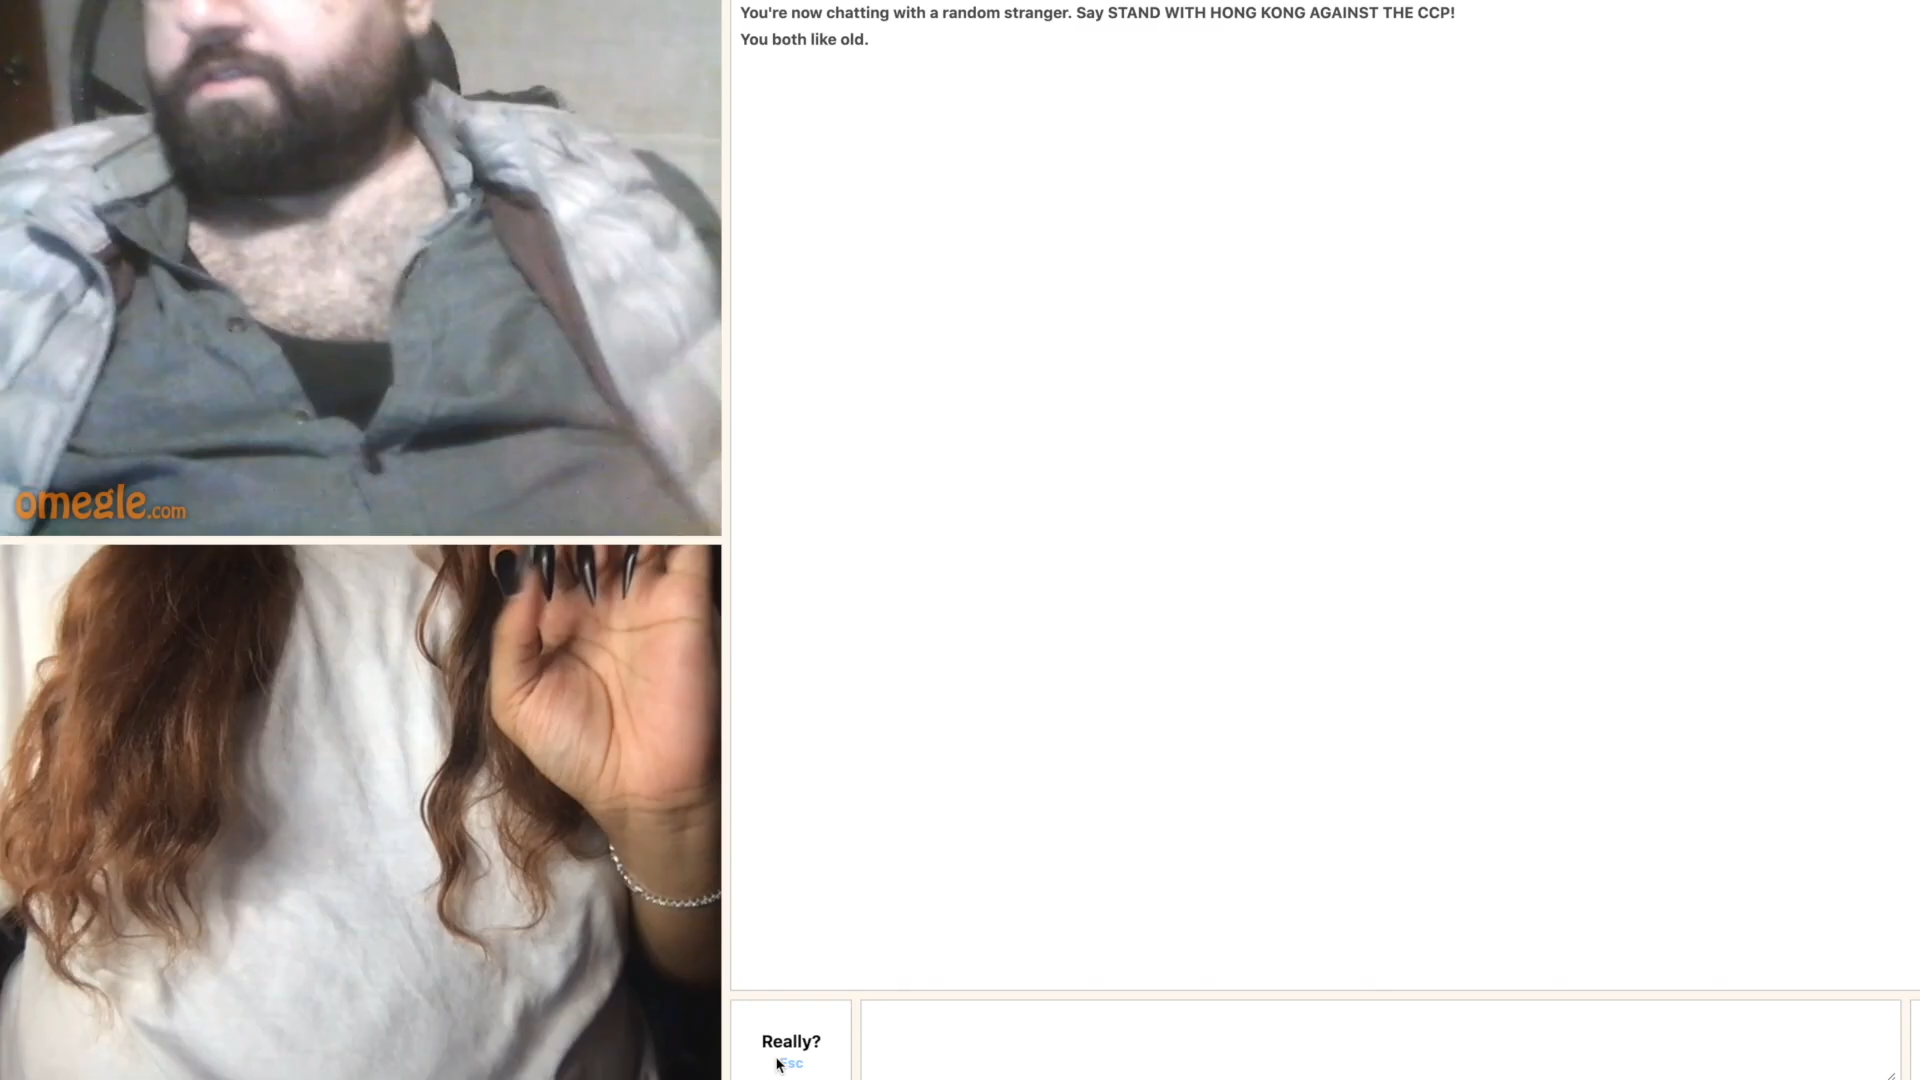 You're now chatting with a random stranger. Say STAND WITH HONG KONG AGAINST THE CCP!
You both like old.
omegle.com
Really?
Esc